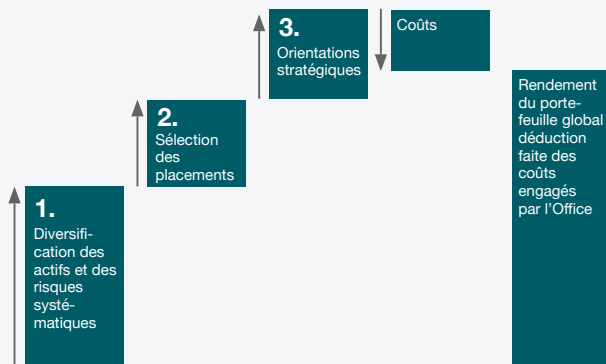 1.
Diversifi-
cation des
actifs et des
risques
systé-
matiques
2.
Sélection
des
placements
3.
Orientations
stratégiques
Coûts
Rendement
du porte-
feuille global
déduction
faite des
coûts
engagés
par l'Office